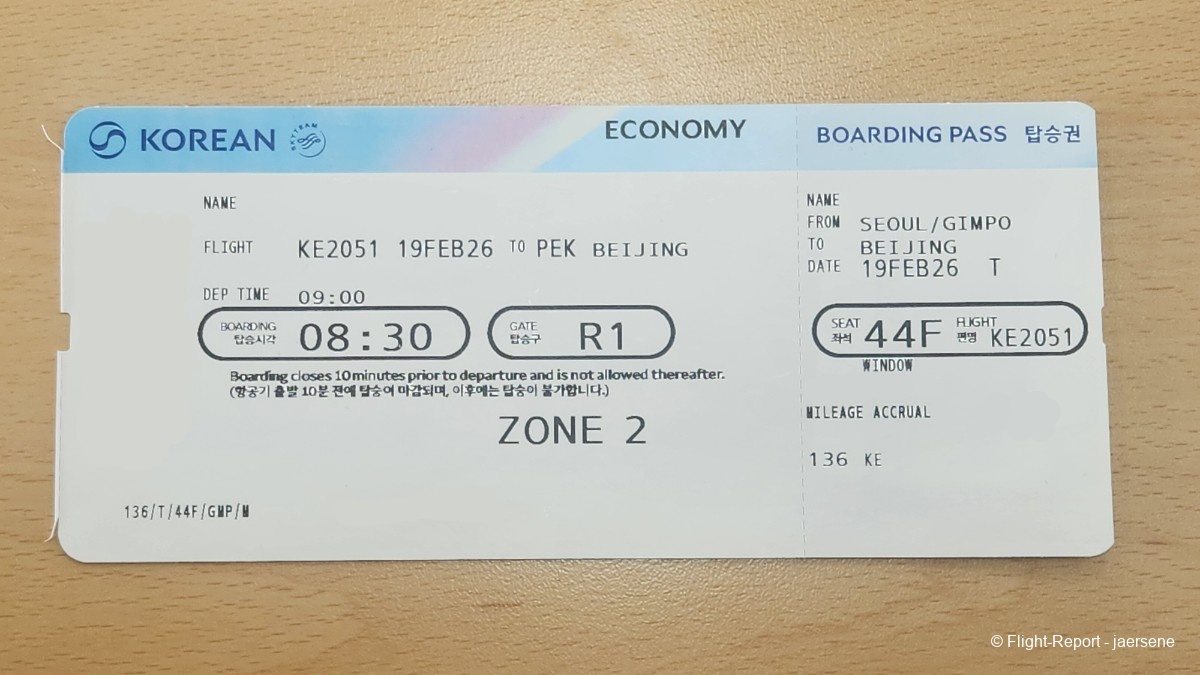 KOREAN SKYTEAM ECONOMY
NAME
FLIGHT KE2051 19FEB26 TO PEK BEIJING
DEP TIME 09:00
BOARDING 탑승시각 08:30 GATE 탑승구 R1
Boarding closes 10 minutes prior to departure and is not allowed thereafter.
(항공기 출발 10분 전에 탑승이 마감되며, 이후에는 탑승이 불가합니다.)
ZONE 2
136/T/44F/GMP/M
BOARDING PASS 탑승권
NAME
FROM SEOUL/GIMPO
TO BEIJING
DATE 19FEB26 T
SEAT 좌석 44F FLIGHT 편명 KE2051
WINDOW
MILEAGE ACCRUAL
136 KE
© Flight-Report - jaersene